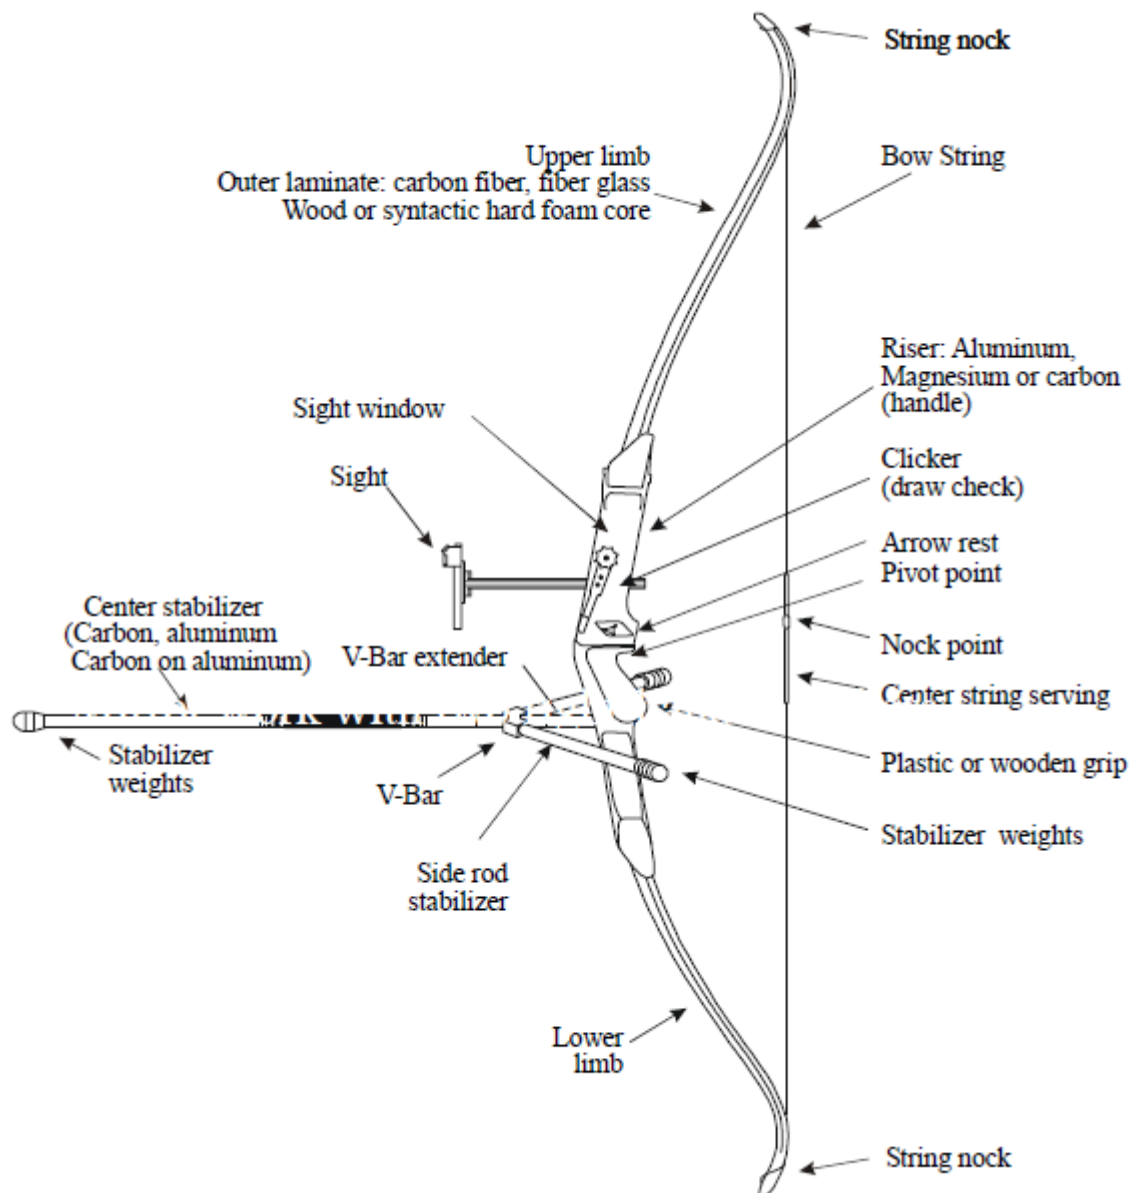 String nock
Upper limb
Outer laminate: carbon fiber, fiber glass
Wood or syntactic hard foam core
Bow String
Riser: Aluminum,
Magnesium or carbon
(handle)
Sight window
Clicker
(draw check)
Sight
Arrow rest
Pivot point
Center stabilizer
(Carbon, aluminum
Carbon on aluminum)
V-Bar extender
Nock point
Center string serving
Stabilizer
weights
V-Bar
Plastic or wooden grip
Stabilizer weights
Side rod
stabilizer
Lower
limb
String nock